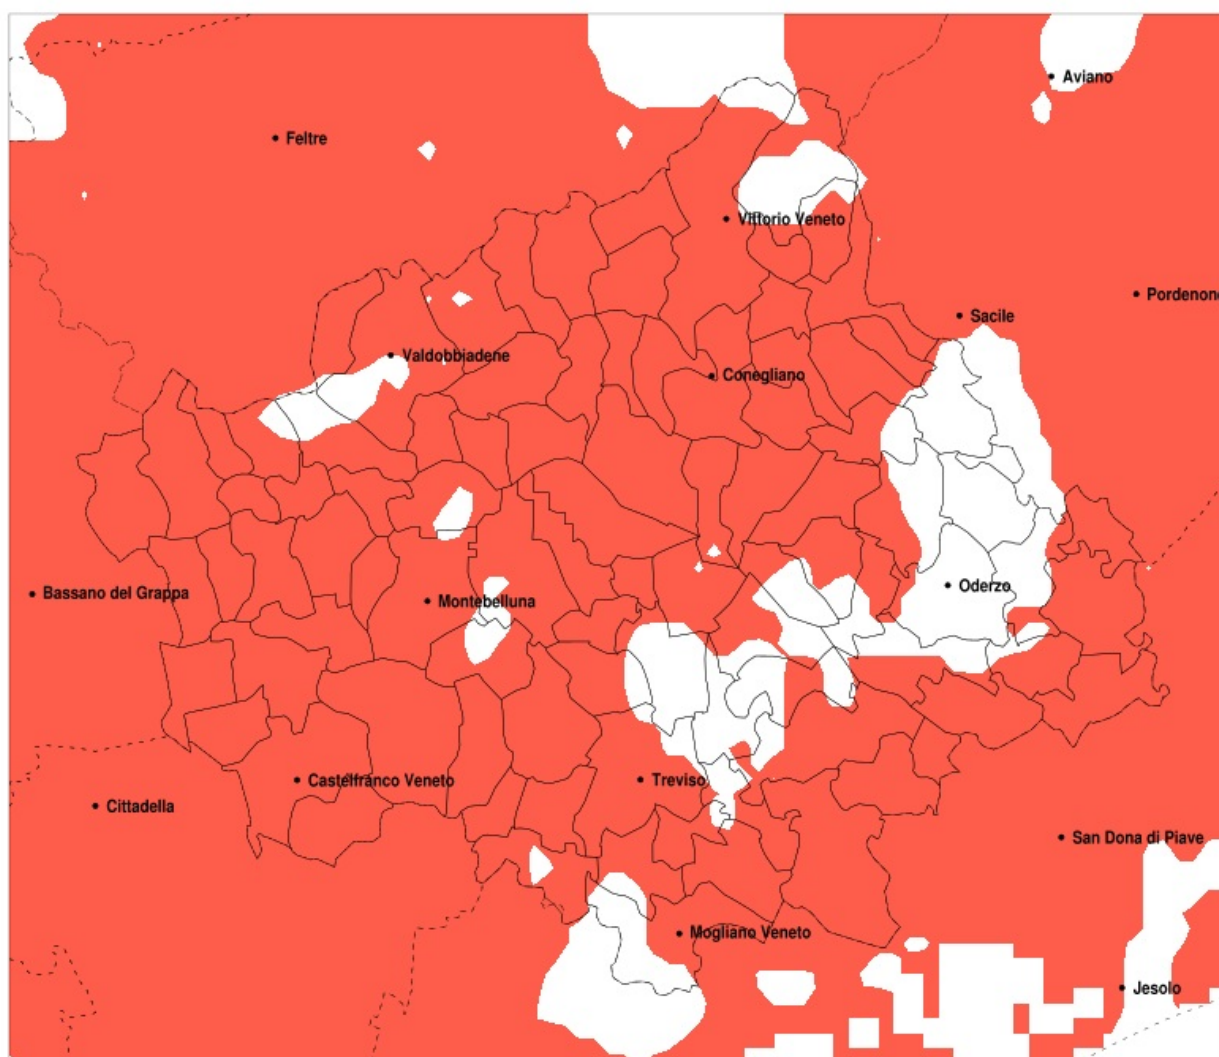 Aviano
Feltre
Vittorio Veneto
Pordenone
Sacile
Valdobbiadene
Conegliano
Oderzo
Bassano del Grappa
Montebelluna
Treviso
Castelfranco Veneto
Cittadella
San Dona di Piave
Mogliano Veneto
Jesolo